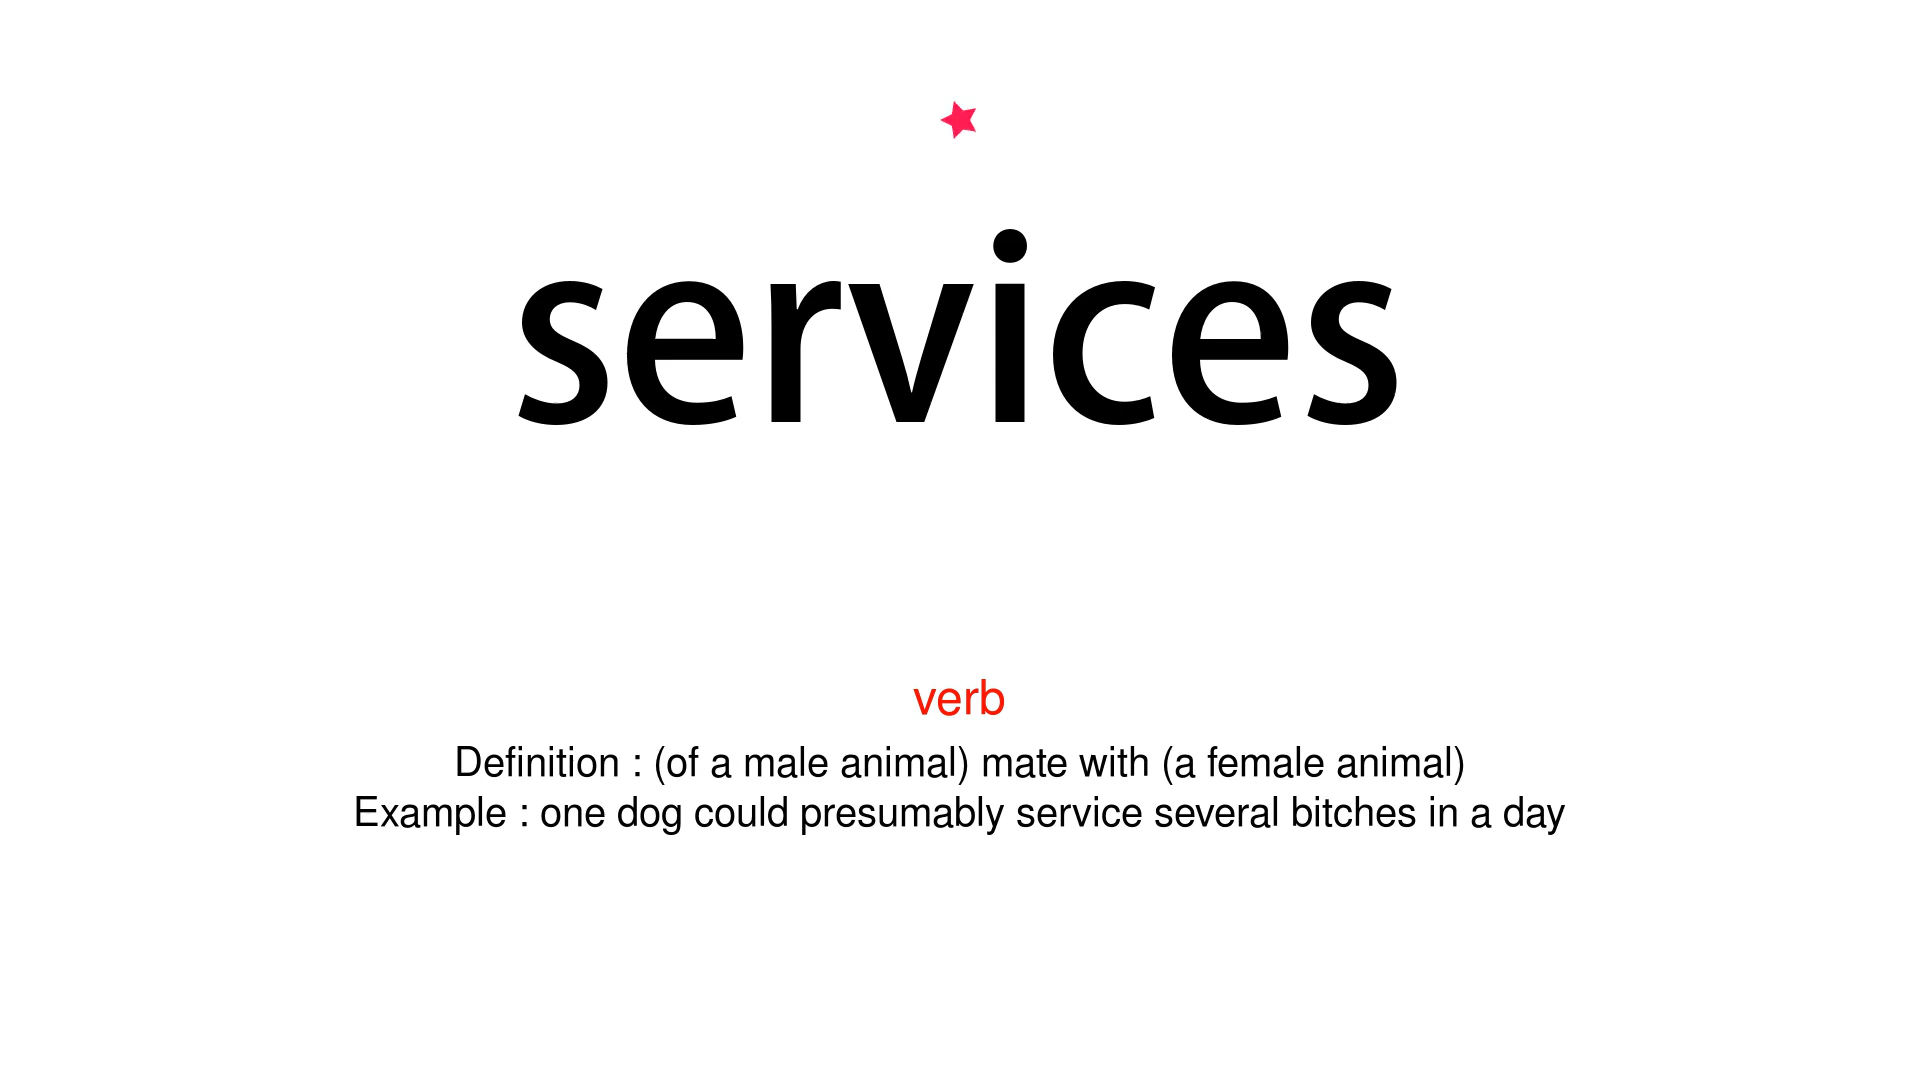 services
verb
Definition : (of a male animal) mate with (a female animal)
Example : one dog could presumably service several bitches in a day